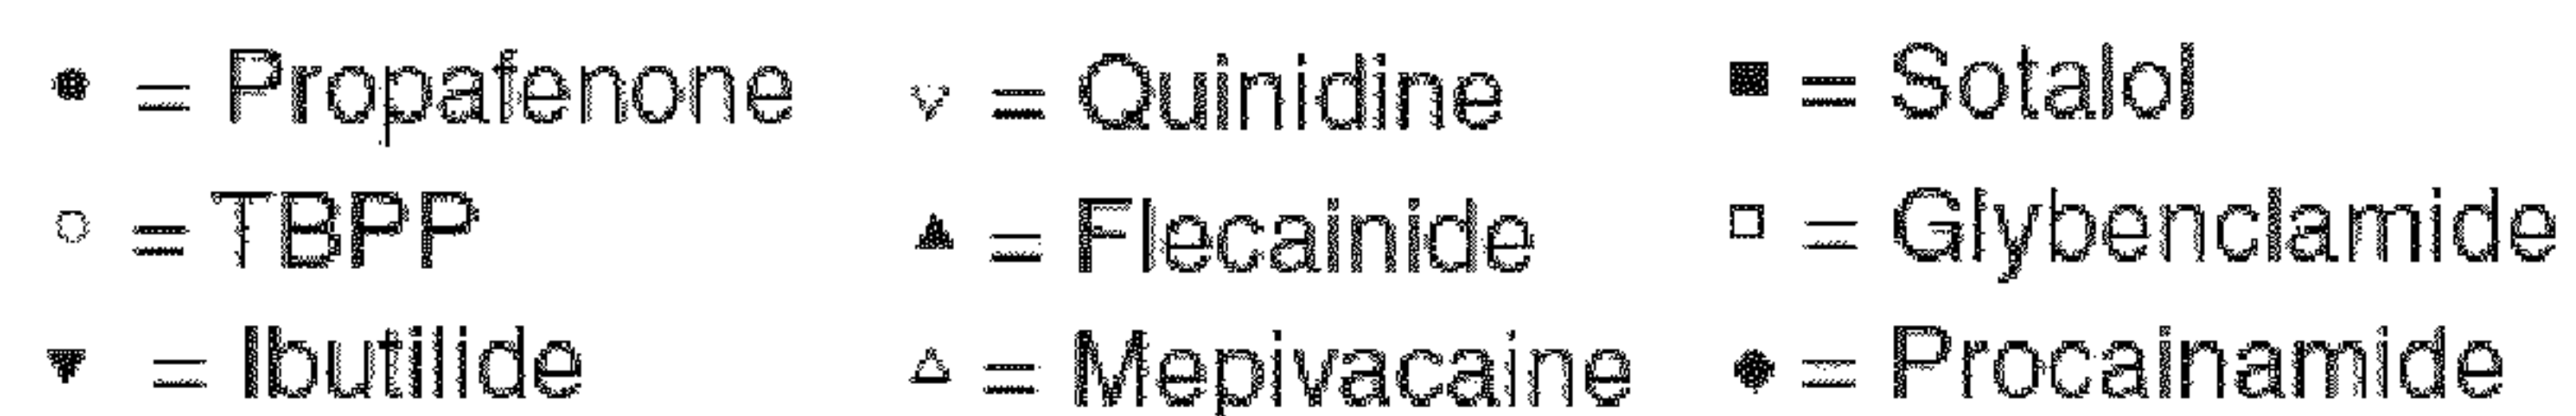 ● = Propafenone ▽ = Quinidine ■ = Sotalol
○ = TBPP ▲ = Flecainide □ = Glybenclamide
▼ = Ibutilide △ = Mepivacaine ◆ = Procainamide